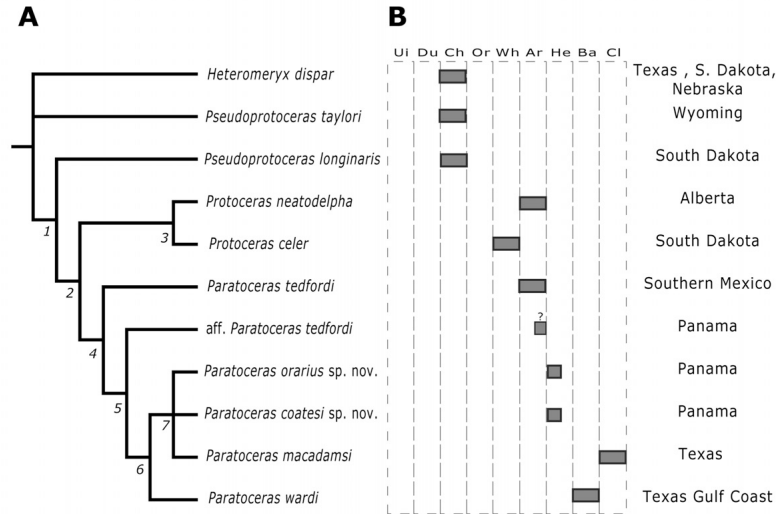 A
B
Ui Du Ch Or Wh Ar He Ba Cl
Heteromeryx dispar
Texas , S. Dakota,
Nebraska
Pseudoprotoceras taylori
Wyoming
Pseudoprotoceras longinaris
South Dakota
1
Protoceras neatodelpha
Alberta
3
Protoceras celer
South Dakota
2
Paratoceras tedfordi
Southern Mexico
4
aff. Paratoceras tedfordi
?
Panama
5
Paratoceras orarius sp. nov.
Panama
Paratoceras coatesi sp. nov.
Panama
7
Paratoceras macadamsi
Texas
6
Paratoceras wardi
Texas Gulf Coast